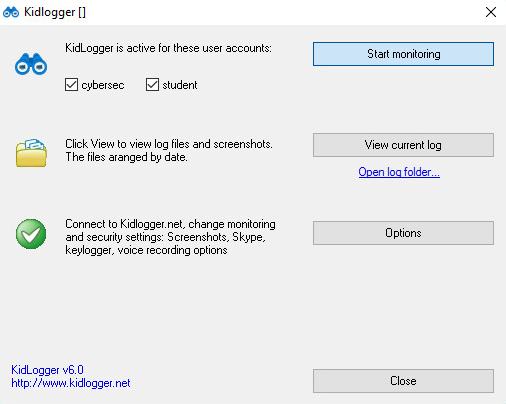 Kidlogger []
KidLogger is active for these user accounts:
Start monitoring
cybersec
student
Click View to view log files and screenshots.
The files aranged by date.
View current log
Open log folder...
Connect to Kidlogger.net, change monitoring
and security settings: Screenshots, Skype,
keylogger, voice recording options
Options
KidLogger v6.0
http://www.kidlogger.net
Close